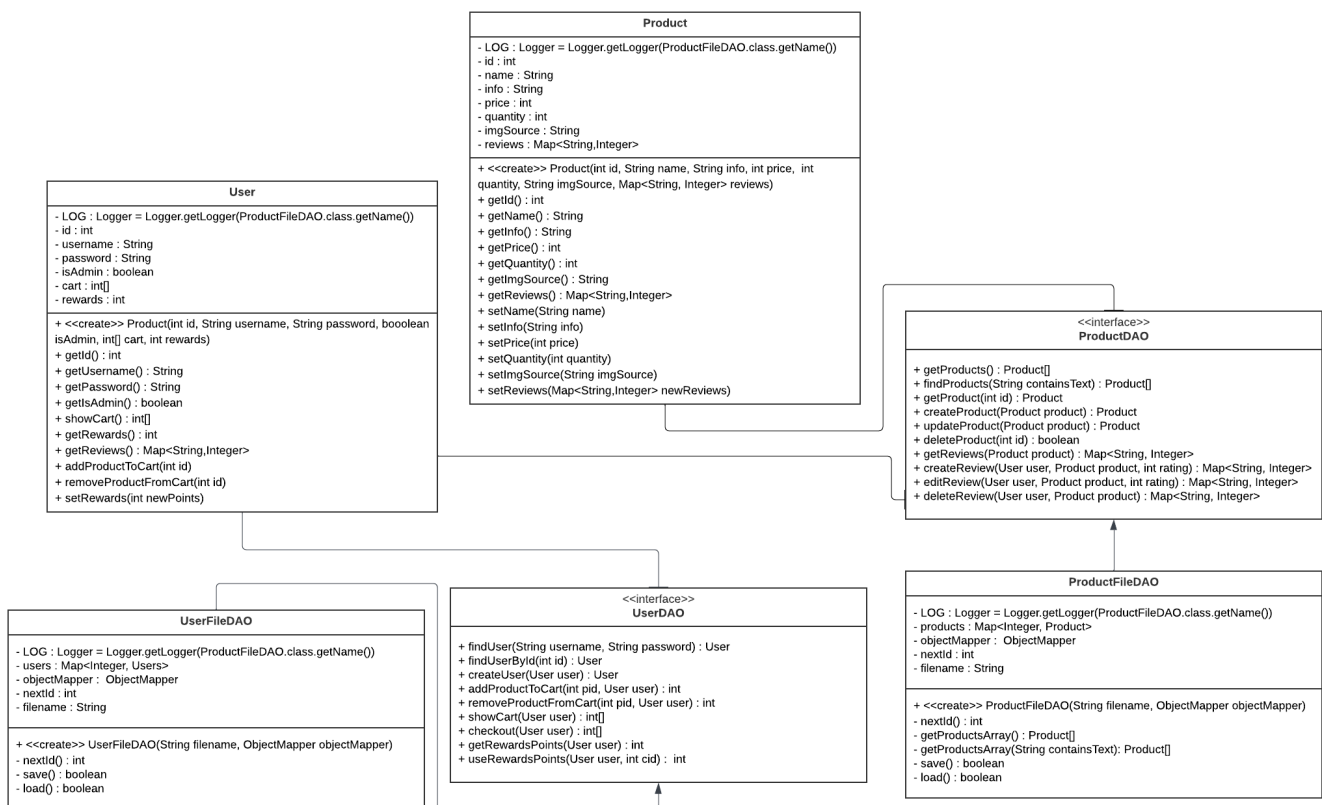 Product
- LOG : Logger = Logger.getLogger(ProductFileDAO.class.getName())
- id : int
- name : String
- info : String
- price : int
- quantity : int
- imgSource : String
- reviews : Map<String,Integer>
+ <<create>> Product(int id, String name, String info, int price,  int
quantity, String imgSource, Map<String, Integer> reviews)
+ getId() : int
+ getName() : String
+ getInfo() : String
+ getPrice() : int
+ getQuantity() : int
+ getImgSource() : String
+ getReviews() : Map<String,Integer>
+ setName(String name)
+ setInfo(String info)
+ setPrice(int price)
+ setQuantity(int quantity)
+ setImgSource(String imgSource)
+ setReviews(Map<String,Integer> newReviews)
User
- LOG : Logger = Logger.getLogger(ProductFileDAO.class.getName())
- id : int
- username : String
- password : String
- isAdmin : boolean
- cart : int[]
- rewards : int
+ <<create>> Product(int id, String username, String password, booolean
isAdmin, int[] cart, int rewards)
+ getId() : int
+ getUsername() : String
+ getPassword() : String
+ getIsAdmin() : boolean
+ showCart() : int[]
+ getRewards() : int
+ getReviews() : Map<String,Integer>
+ addProductToCart(int id)
+ removeProductFromCart(int id)
+ setRewards(int newPoints)
<<interface>>
ProductDAO
+ getProducts() : Product[]
+ findProducts(String containsText) : Product[]
+ getProduct(int id) : Product
+ createProduct(Product product) : Product
+ updateProduct(Product product) : Product
+ deleteProduct(int id) : boolean
+ getReviews(Product product) : Map<String, Integer>
+ createReview(User user, Product product, int rating) : Map<String, Integer>
+ editReview(User user, Product product, int rating) : Map<String, Integer>
+ deleteReview(User user, Product product) : Map<String, Integer>
UserFileDAO
- LOG : Logger = Logger.getLogger(ProductFileDAO.class.getName())
- users : Map<Integer, Users>
- objectMapper :  ObjectMapper
- nextId : int
- filename : String
+ <<create>> UserFileDAO(String filename, ObjectMapper objectMapper)
- nextId() : int
- save() : boolean
- load() : boolean
<<interface>>
UserDAO
+ findUser(String username, String password) : User
+ findUserById(int id) : User
+ createUser(User user) : User
+ addProductToCart(int pid, User user) : int
+ removeProductFromCart(int pid, User user) : int
+ showCart(User user) : int[]
+ checkout(User user) : int[]
+ getRewardsPoints(User user) : int
+ useRewardsPoints(User user, int cid) :  int
ProductFileDAO
- LOG : Logger = Logger.getLogger(ProductFileDAO.class.getName())
- products : Map<Integer, Product>
- objectMapper :  ObjectMapper
- nextId : int
- filename : String
+ <<create>> ProductFileDAO(String filename, ObjectMapper objectMapper)
- nextId() : int
- getProductsArray() : Product[]
- getProductsArray(String containsText): Product[]
- save() : boolean
- load() : boolean